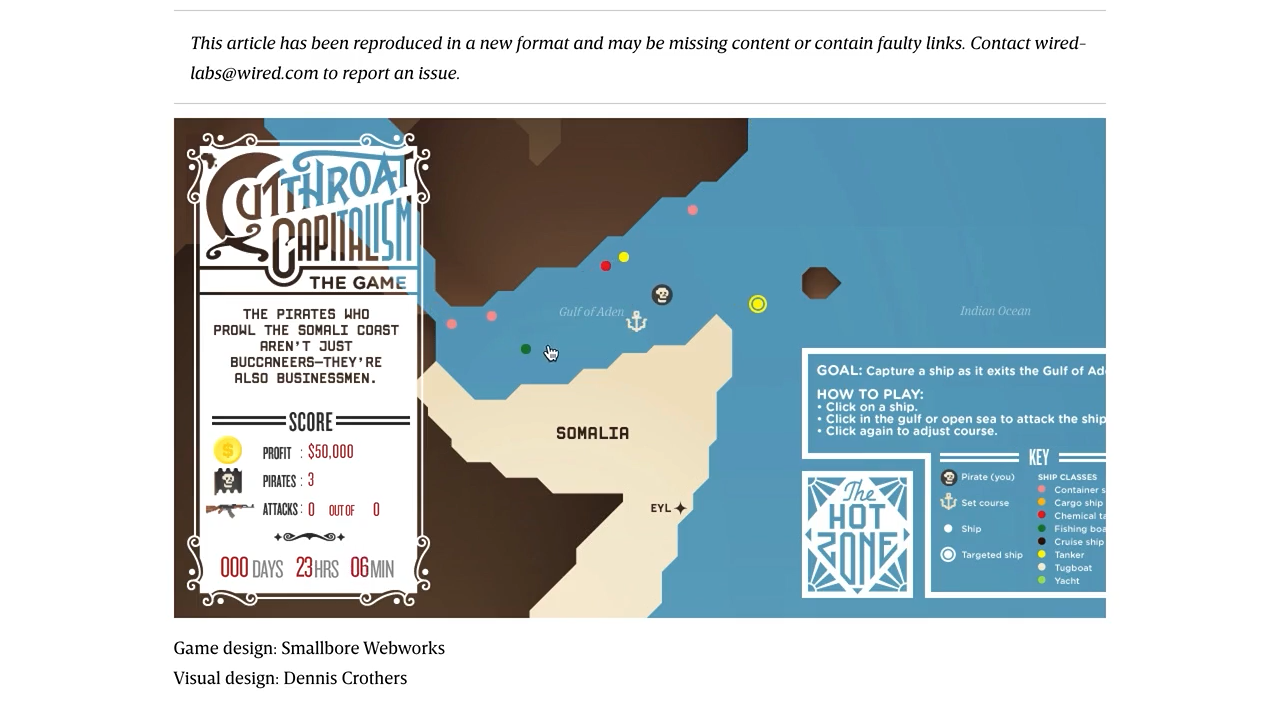 This article has been reproduced in a new format and may be missing content or contain faulty links. Contact wired-
labs@wired.com to report an issue.
CUTTHROAT
CAPITALISM
THE GAME
THE PIRATES WHO
PROWL THE SOMALI COAST
AREN'T JUST
BUCCANEERS—THEY'RE
ALSO BUSINESSMEN.
SCORE
$
PROFIT : $50,000
PIRATES : 3
ATTACKS : 0 OUT OF 0
000 DAYS 23 HRS 06 MIN
Gulf of Aden
Indian Ocean
SOMALIA
EYL
GOAL: Capture a ship as it exits the Gulf of Ad
HOW TO PLAY:
• Click on a ship.
• Click in the gulf or open sea to attack the ship
• Click again to adjust course.
The
HOT
ZONE
KEY
Pirate (you)
Set course
Ship
Targeted ship
SHIP CLASSES
Container s
Cargo ship
Chemical ta
Fishing boa
Cruise ship
Tanker
Tugboat
Yacht
Game design: Smallbore Webworks
Visual design: Dennis Crothers